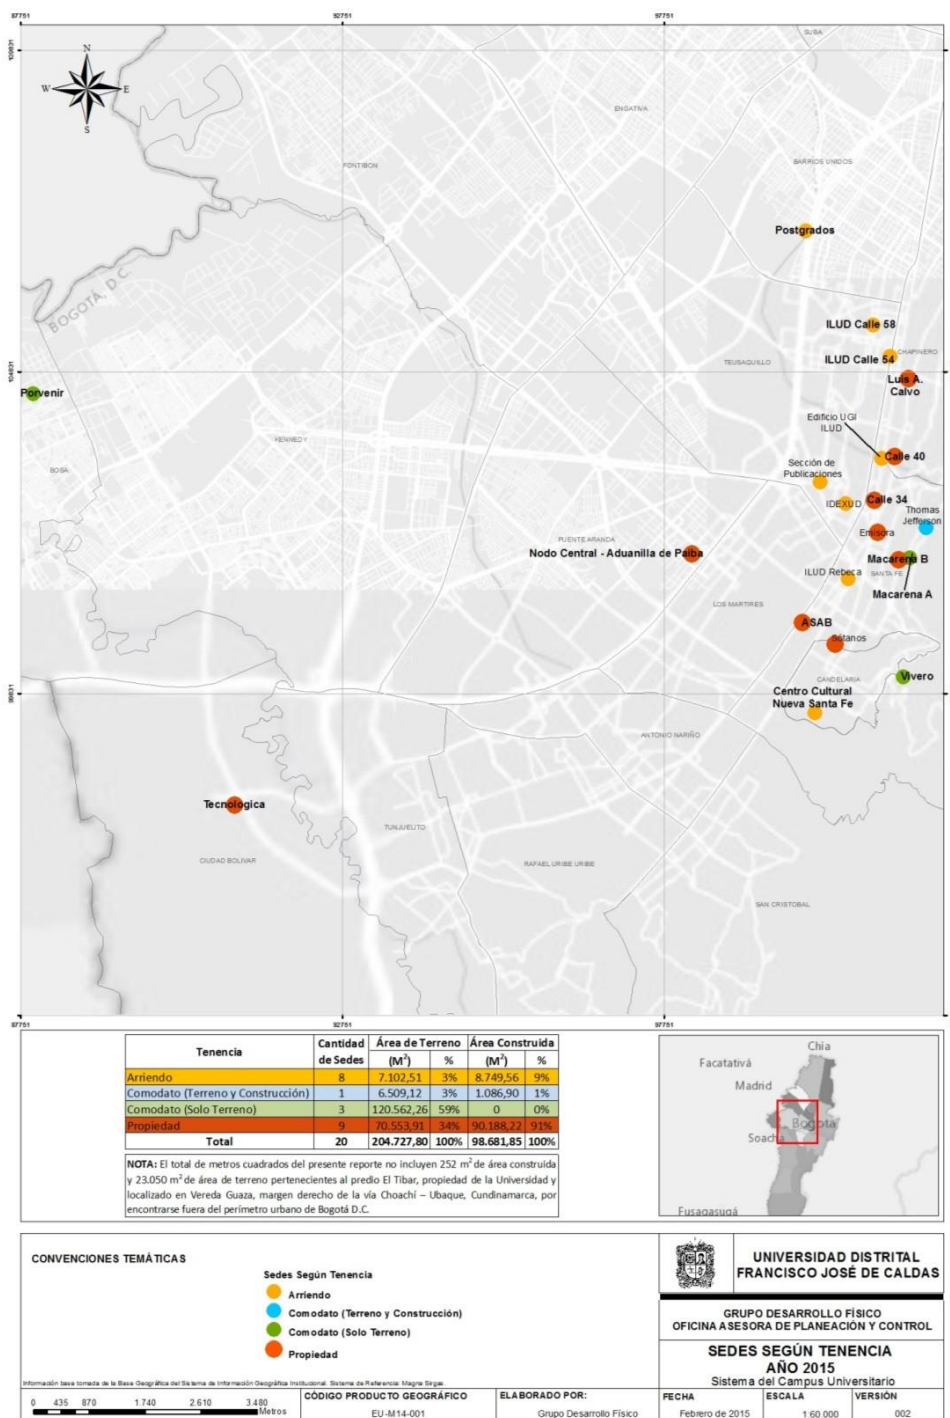 87751 92751 97751
109831
N
W E
S
SUBA
ENGATIVA
FONTIBON
BARRIOS UNIDOS
Postgrados
BOGOTÁ, D.C
ILUD Calle 58
CHAPINERO
TEUSAQUILLO
ILUD Calle 54
104831
Luis A.
Calvo
Porvenir
Edificio UGI
ILUD
KENNEDY
Calle 40
Sección de
Publicaciones
BOSA
IDEXUD
Calle 34
Thomas
Jefferson
Emisora
PUENTE ARANDA
Nodo Central - Aduanilla de Paiba
Macarena B
ILUD Rebeca
SANTA FE
Macarena A
LOS MARTIRES
ASAB
Sótanos
CANDELARIA
Vivero
99831
Centro Cultural
Nueva Santa Fe
ANTONIO NARIÑO
Tecnologica
TUNJUELITO
CIUDAD BOLIVAR
RAFAEL URIBE URIBE
SAN CRISTOBAL
87751 92751 97751
Tenencia Cantidad de Sedes Área de Terreno Área Construida
(M2) % (M2) %
Arriendo 8 7.102,51 3% 8.749,56 9%
Comodato (Terreno y Construcción) 1 6.509,12 3% 1.086,90 1%
Comodato (Solo Terreno) 3 120.562,26 59% 0 0%
Propiedad 9 70.553,91 34% 90.188,22 91%
Total 20 204.727,80 100% 98.681,85 100%
NOTA: El total de metros cuadrados del presente reporte no incluyen 252 m2 de área construida
y 23.050 m2 de área de terreno pertenecientes al predio El Tibar, propiedad de la Universidad y
localizado en Vereda Guaza, margen derecho de la vía Choachí – Ubaque, Cundinamarca, por
encontrarse fuera del perímetro urbano de Bogotá D.C.
Chía
Facatativá
Madrid
Bogotá
Soacha
Fusagasugá
CONVENCIONES TEMÁTICAS
Sedes Según Tenencia
Arriendo
Comodato (Terreno y Construcción)
Comodato (Solo Terreno)
Propiedad
UNIVERSIDAD DISTRITAL
FRANCISCO JOSÉ DE CALDAS
GRUPO DESARROLLO FÍSICO
OFICINA ASESORA DE PLANEACIÓN Y CONTROL
SEDES SEGÚN TENENCIA
AÑO 2015
Sistema del Campus Universitario
Información base tomada de la Base Geográfica del Sistema de Información Geográfica Institucional. Sistema de Referencia: Magna Sirgas.
0 435 870 1.740 2.610 3.480
Metros
CÓDIGO PRODUCTO GEOGRÁFICO
EU-M14-001
ELABORADO POR:
Grupo Desarrollo Físico
FECHA
Febrero de 2015
ESCALA
1:60 000
VERSIÓN
002